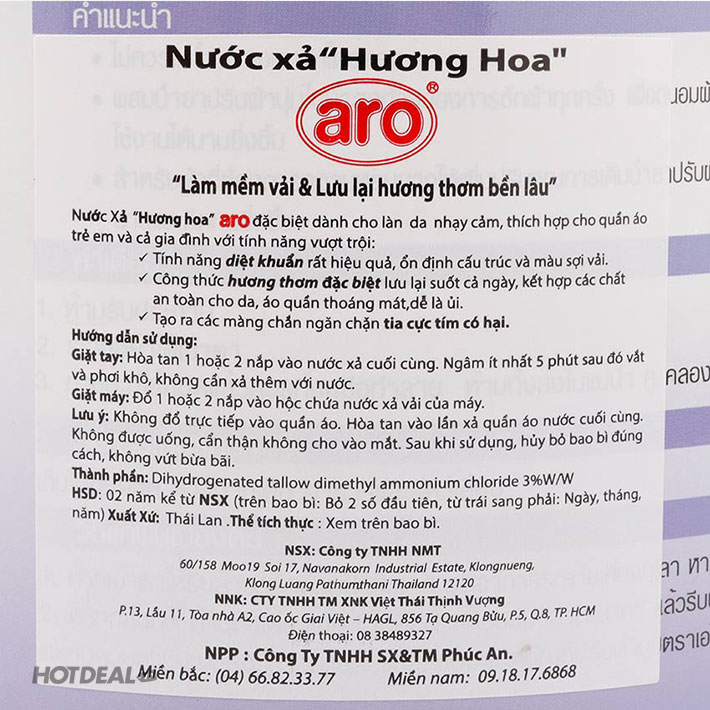 คำแนะนำ
Nước xả “Hương Hoa"
aro®
“Làm mềm vải & Lưu lại hương thơm bền lâu”
Nước Xả “Hương hoa” aro đặc biệt dành cho làn da nhạy cảm, thích hợp cho quần áo
trẻ em và cả gia đình với tính năng vượt trội:
✓ Tính năng diệt khuẩn rất hiệu quả, ổn định cấu trúc và màu sợi vải.
✓ Công thức hương thơm đặc biệt lưu lại suốt cả ngày, kết hợp các chất
an toàn cho da, áo quần thoáng mát,dễ là ủi.
✓ Tạo ra các màng chắn ngăn chặn tia cực tím có hại.
Hướng dẫn sử dụng:
Giặt tay: Hòa tan 1 hoặc 2 nắp vào nước xả cuối cùng. Ngâm ít nhất 5 phút sau đó vắt
và phơi khô, không cần xả thêm với nước.
Giặt máy: Đổ 1 hoặc 2 nắp vào hộc chứa nước xả vải của máy.
Lưu ý: Không đổ trực tiếp vào quần áo. Hòa tan vào lần xả quần áo nước cuối cùng.
Không được uống, cẩn thận không cho vào mắt. Sau khi sử dụng, hủy bỏ bao bì đúng
cách, không vứt bừa bãi.
Thành phần: Dihydrogenated tallow dimethyl ammonium chloride 3%W/W
HSD: 02 năm kể từ NSX (trên bao bì: Bỏ 2 số đầu tiên, từ trái sang phải: Ngày, tháng,
năm) Xuất Xứ: Thái Lan .Thể tích thực : Xem trên bao bì.
NSX: Công ty TNHH NMT
60/158 Moo19 Soi 17, Navanakorn Industrial Estate, Klongnueng,
Klong Luang Pathumthani Thailand 12120
NNK: CTY TNHH TM XNK Việt Thái Thịnh Vượng
P.13, Lầu 11, Tòa nhà A2, Cao ốc Giai Việt – HAGL, 856 Tạ Quang Bửu, P.5, Q.8, TP. HCM
Điện thoại: 08 38489327
NPP : Công Ty TNHH SX&TM Phúc An.
Miền bắc: (04) 66.82.33.77 Miền nam: 09.18.17.6868
HOTDEAL